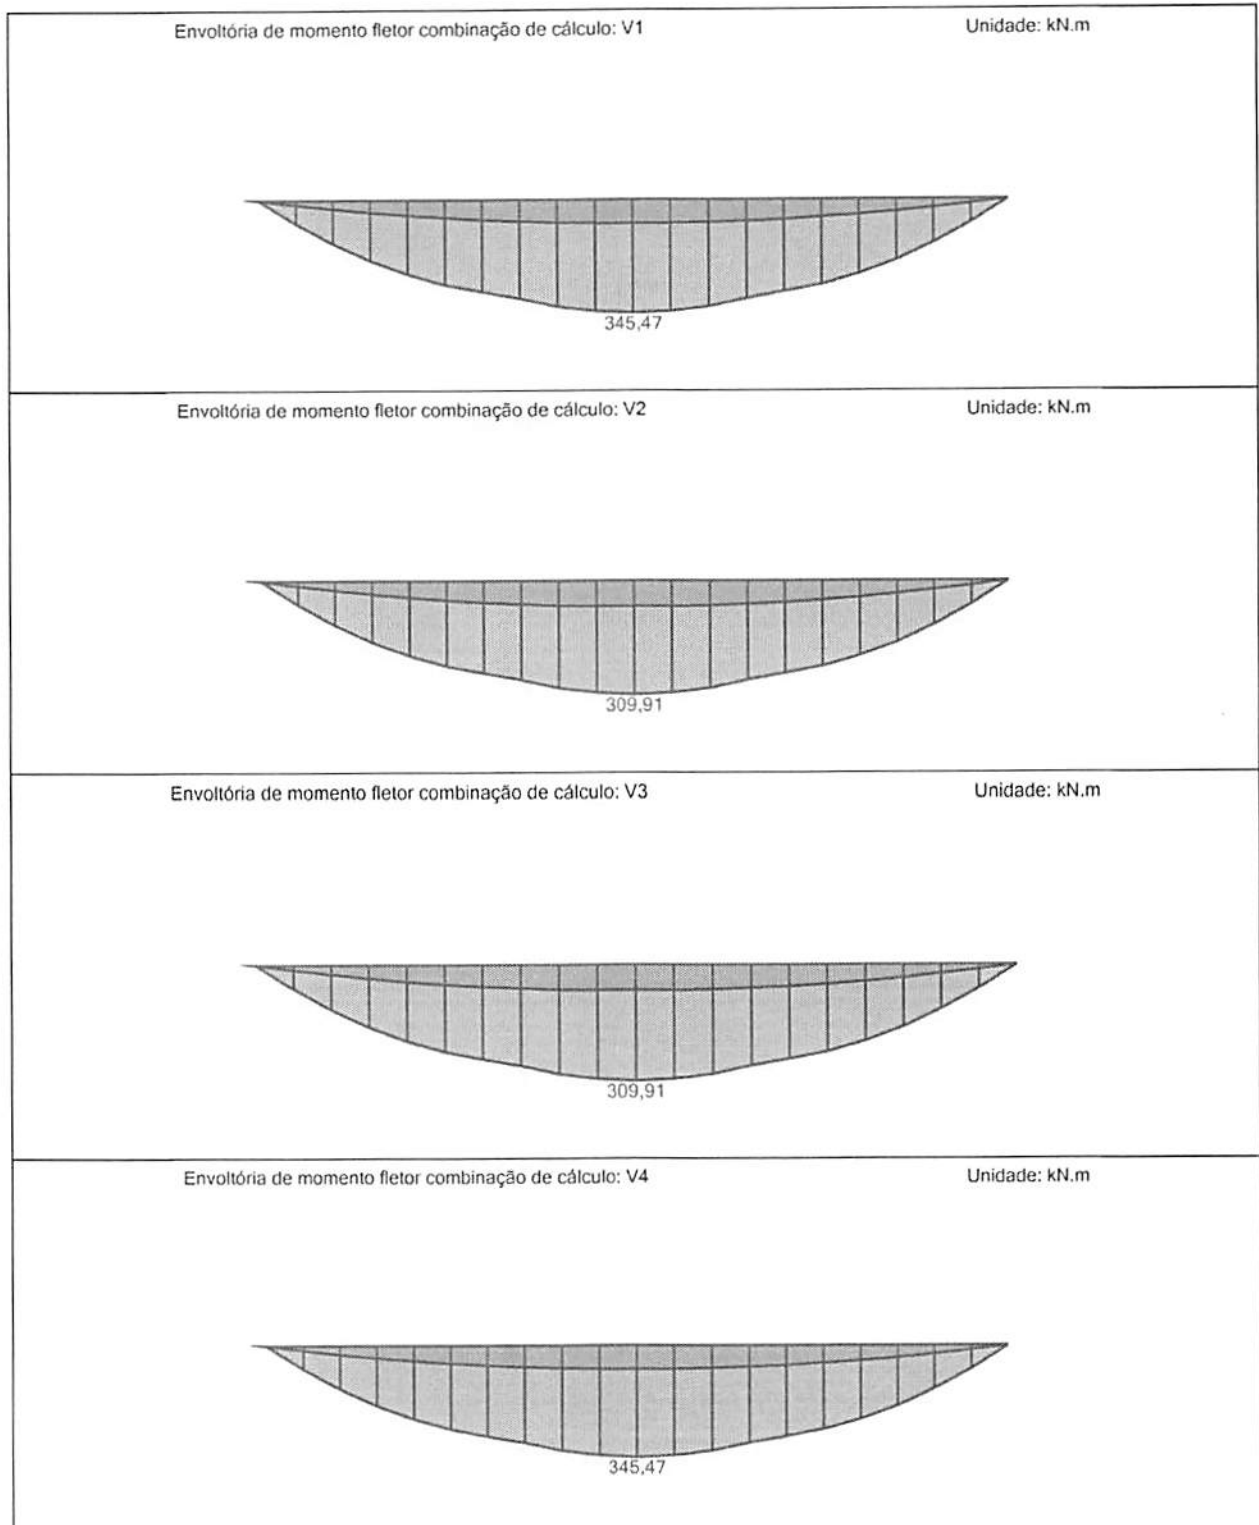 Envoltória de momento fletor combinação de cálculo: V1 Unidade: kN.m
345,47
Envoltória de momento fletor combinação de cálculo: V2 Unidade: kN.m
309,91
Envoltória de momento fletor combinação de cálculo: V3 Unidade: kN.m
309,91
Envoltória de momento fletor combinação de cálculo: V4 Unidade: kN.m
345,47